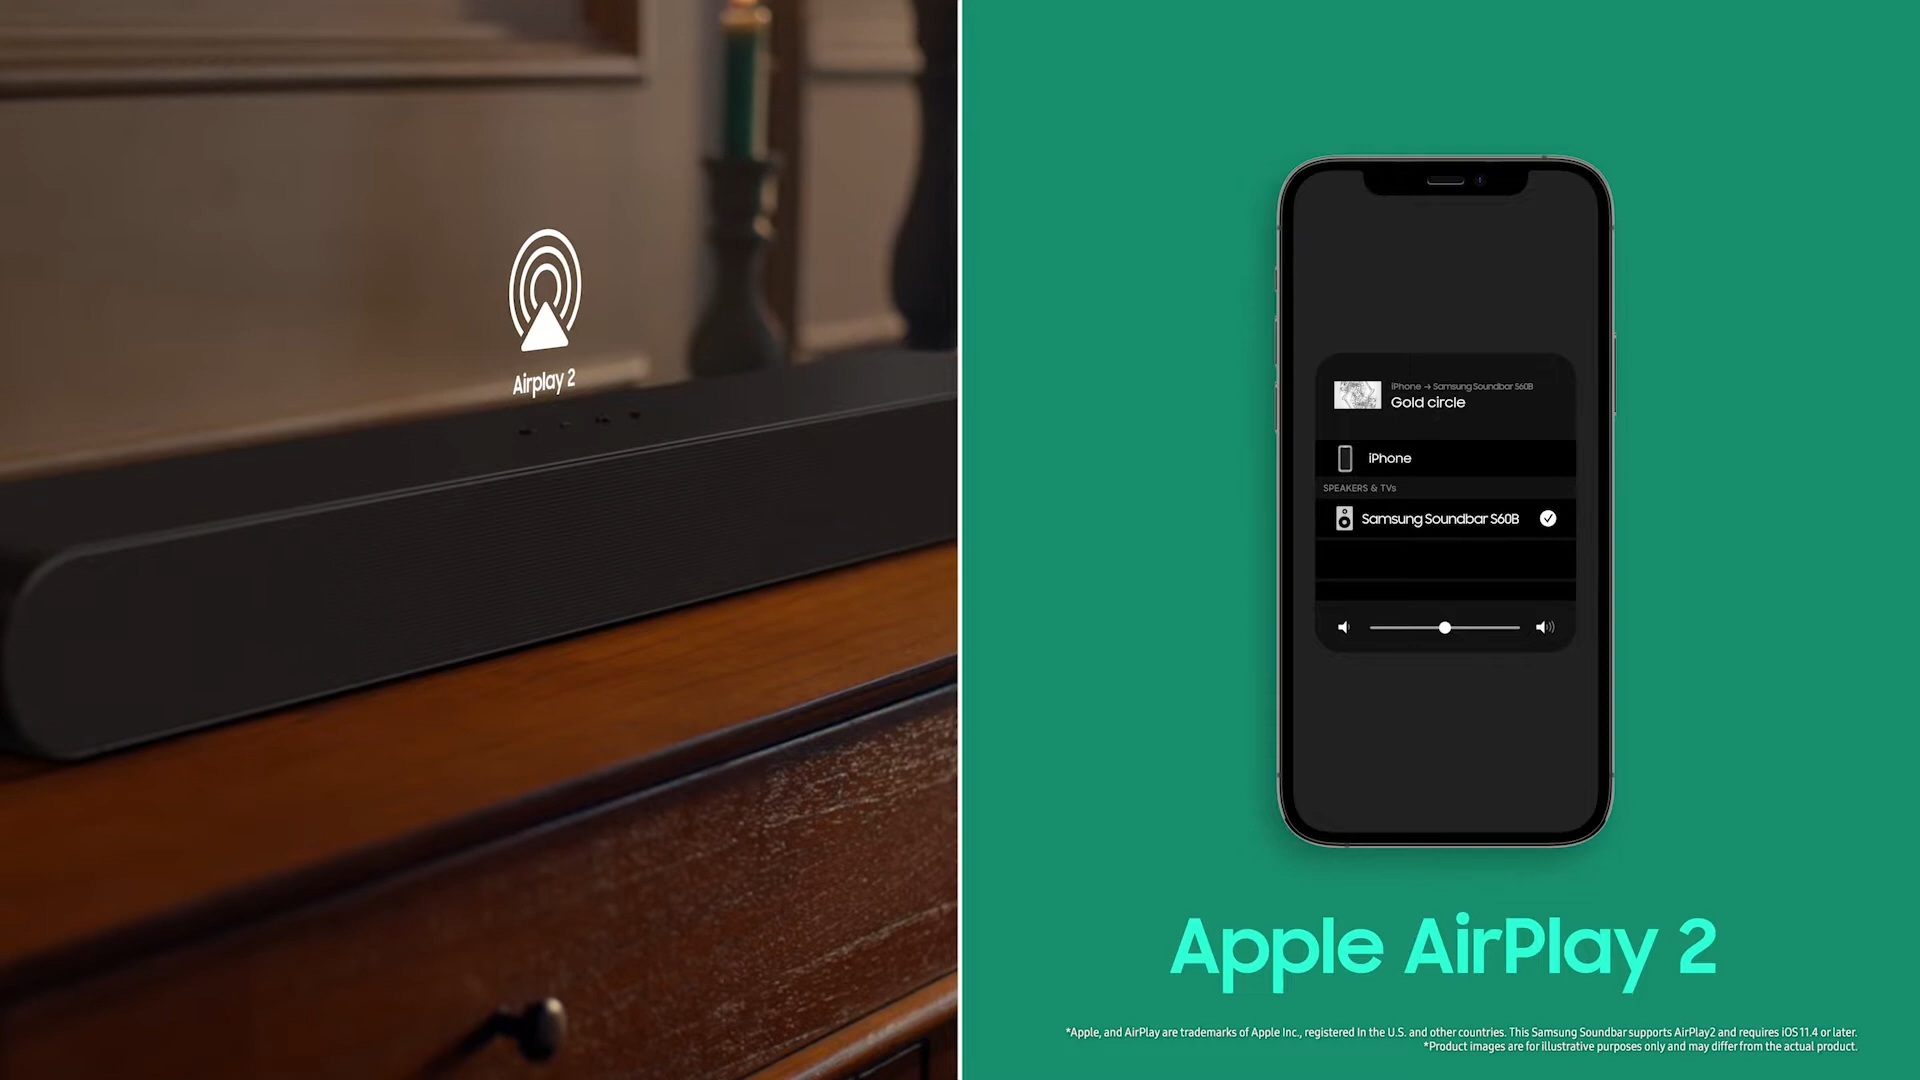 Airplay 2
iPhone → Samsung Soundbar S60B
Gold circle
iPhone
SPEAKERS & TVs
Samsung Soundbar S60B
Apple AirPlay 2
*Apple, and AirPlay are trademarks of Apple Inc., registered in the U.S. and other countries. This Samsung Soundbar supports AirPlay2 and requires iOS 11.4 or later.
*Product images are for illustrative purposes only and may differ from the actual product.